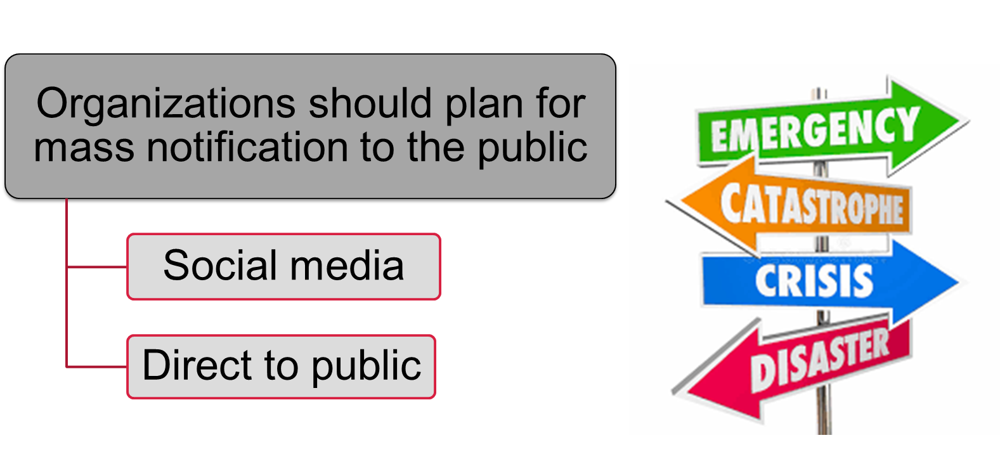 Organizations should plan for
mass notification to the public
Social media
Direct to public
EMERGENCY
CATASTROPHE
CRISIS
DISASTER